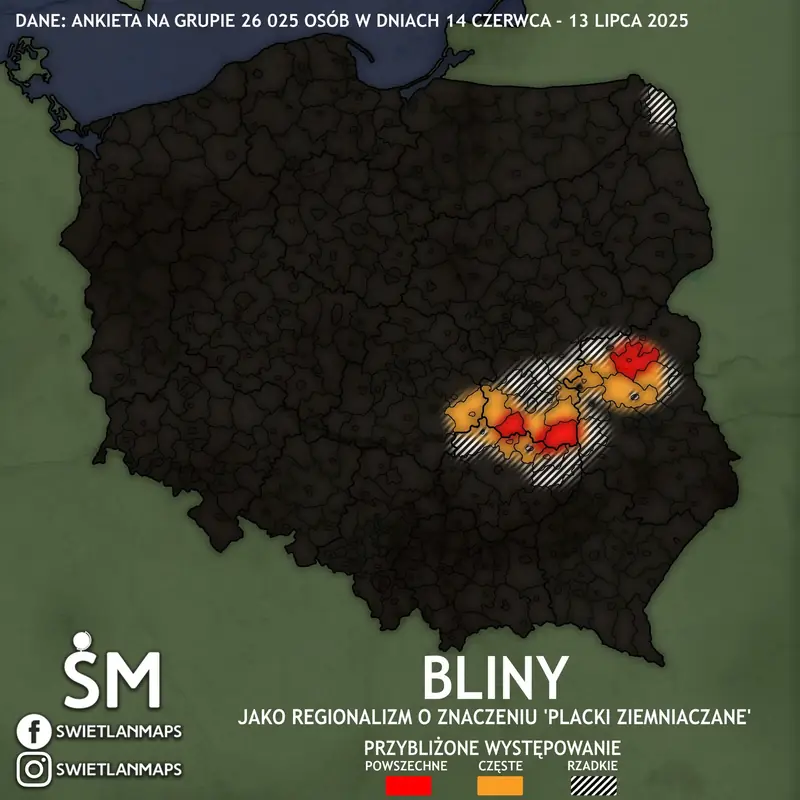 DANE: ANKIETA NA GRUPIE 26 025 OSÓB W DNIACH 14 CZERWCA - 13 LIPCA 2025
ŚM
SWIETLANMAPS
SWIETLANMAPS
BLINY
JAKO REGIONALIZM O ZNACZENIU 'PLACKI ZIEMNIACZANE'
PRZYBLIŻONE WYSTĘPOWANIE
POWSZECHNE CZĘSTE RZADKIE